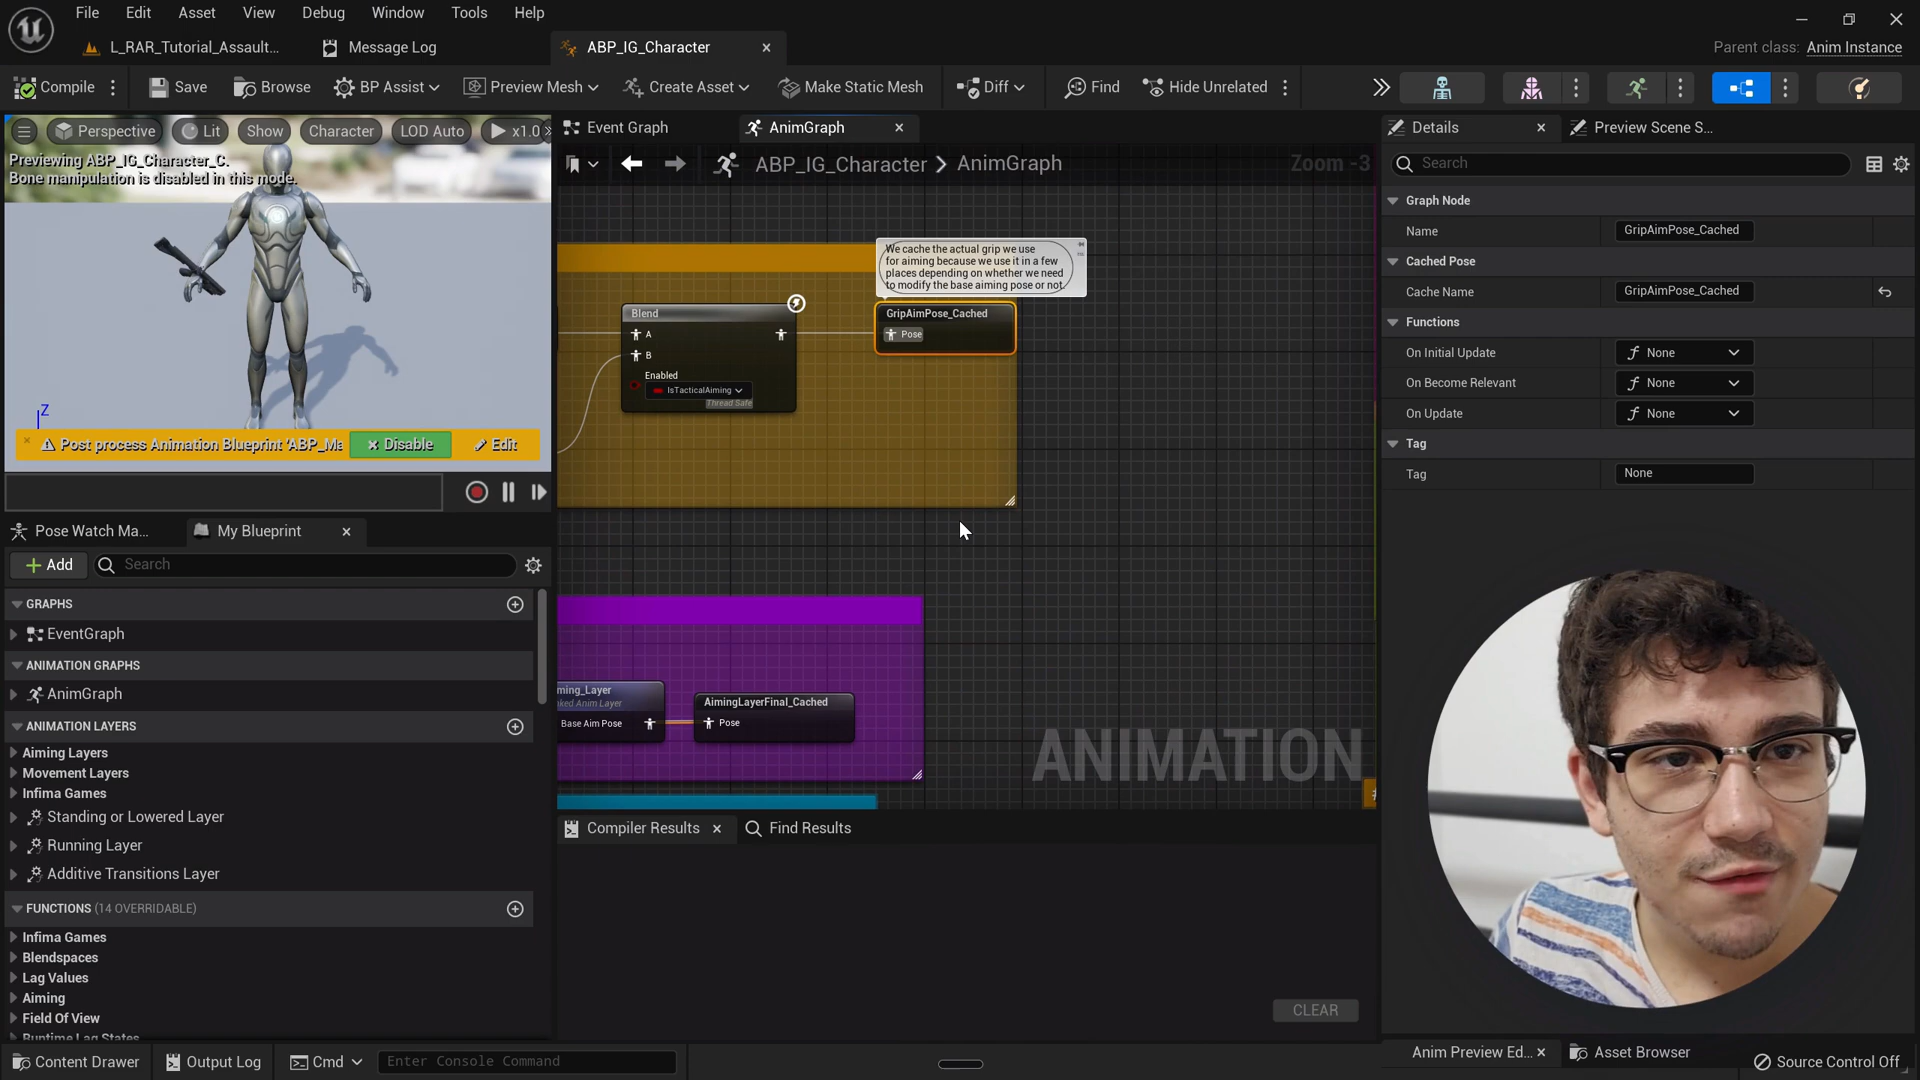 File Edit Asset View Debug Window Tools Help
L_RAR_Tutorial_Assault...
Message Log
ABP_IG_Character
Parent class: Anim Instance
Compile
Save
Browse
BP Assist
Preview Mesh
Create Asset
Make Static Mesh
Diff
Find
Hide Unrelated
Perspective
Lit
Show
Character
LOD Auto
x1.0
Previewing ABP_IG_Character_C.
Bone manipulation is disabled in this mode.
Z
Post process Animation Blueprint 'ABP_Ma
Disable
Edit
Pose Watch Ma...
My Blueprint
Add
Search
GRAPHS
EventGraph
ANIMATION GRAPHS
AnimGraph
ANIMATION LAYERS
Aiming Layers
Movement Layers
Infima Games
Standing or Lowered Layer
Running Layer
Additive Transitions Layer
FUNCTIONS (14 OVERRIDABLE)
Infima Games
Blendspaces
Lag Values
Aiming
Field Of View
Runtime Lag States
Event Graph
AnimGraph
ABP_IG_Character > AnimGraph
Zoom -3
We cache the actual grip we use
for aiming because we use it in a few
places depending on whether we need
to modify the base aiming pose or not.
Blend
A
B
Enabled
IsTacticalAiming
Thread Safe
GripAimPose_Cached
Pose
ming_Layer
ked Anim Layer
Base Aim Pose
AimingLayerFinal_Cached
Pose
ANIMATION
Compiler Results
Find Results
CLEAR
Details
Preview Scene S...
Search
Graph Node
Name
GripAimPose_Cached
Cached Pose
Cache Name
GripAimPose_Cached
Functions
On Initial Update
None
On Become Relevant
None
On Update
None
Tag
Tag
None
Content Drawer
Output Log
Cmd
Enter Console Command
Anim Preview Ed...
Asset Browser
Source Control Off